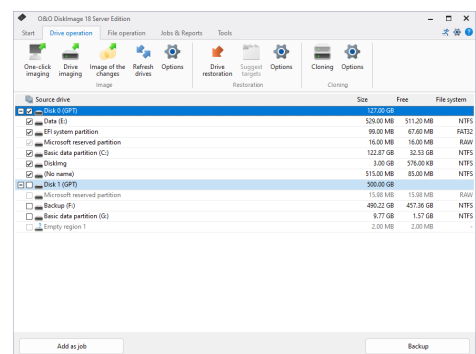 O&O DiskImage 18 Server Edition
Start Drive operation File operation Jobs & Reports Tools
One-click imaging Drive imaging Image of the changes Refresh drives Options Drive restoration Suggest targets Options Cloning Options
Image Restoration Cloning
Source drive Size Free File system
Disk 0 (GPT) 127.00 GB
Data (E:) 529.00 MB 511.20 MB NTFS
EFI system partition 99.00 MB 67.60 MB FAT32
Microsoft reserved partition 16.00 MB 16.00 MB RAW
Basic data partition (C:) 122.87 GB 32.53 GB NTFS
DiskImg 3.00 GB 576.00 KB NTFS
(No name) 515.00 MB 85.00 MB NTFS
Disk 1 (GPT) 500.00 GB
Microsoft reserved partition 15.98 MB 15.98 MB RAW
Backup (F:) 490.22 GB 457.36 GB NTFS
Basic data partition (G:) 9.77 GB 1.57 GB NTFS
Empty region 1 2.00 MB 2.00 MB -
Add as job Backup